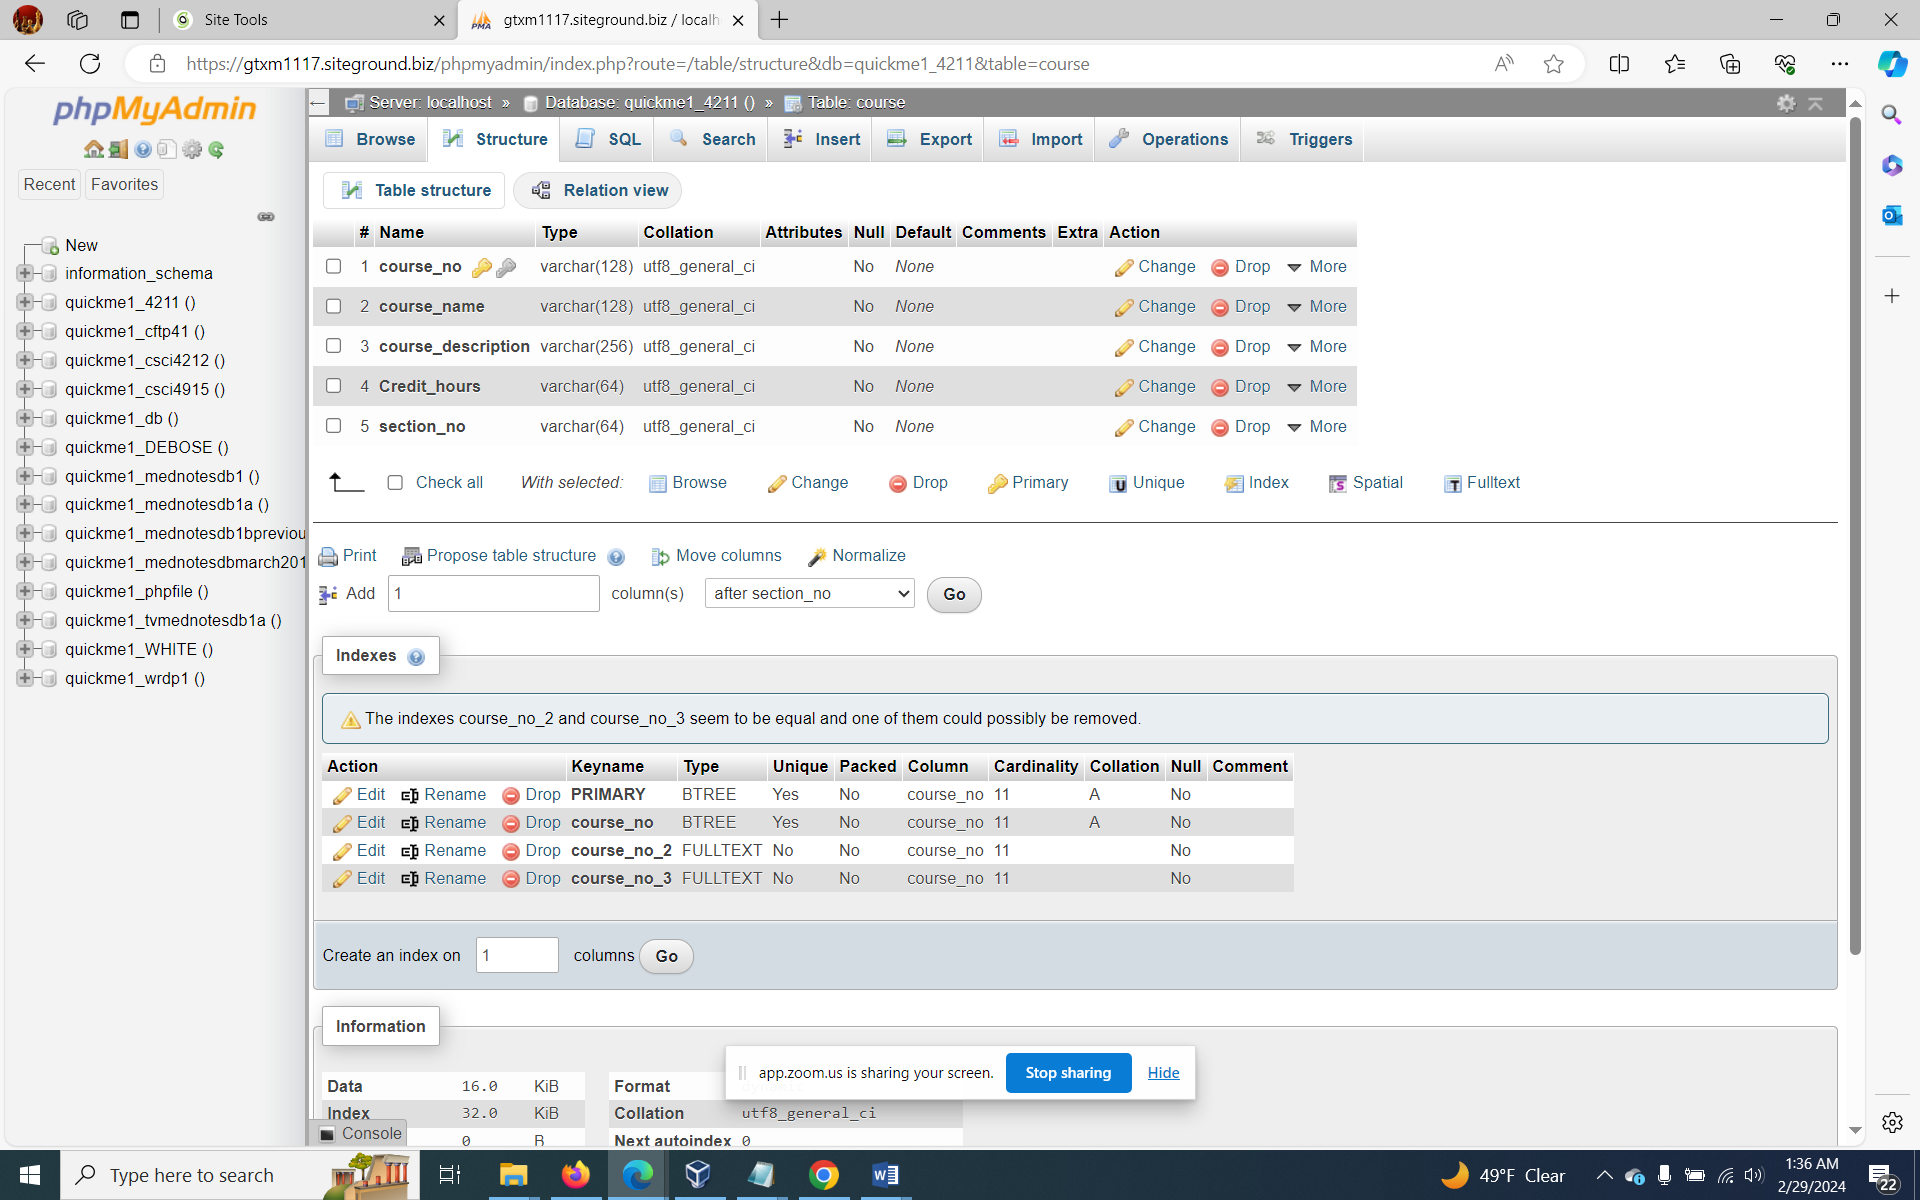 Site Tools
gtxm1117.siteground.biz / localh
https://gtxm1117.siteground.biz/phpmyadmin/index.php?route=/table/structure&db=quickme1_4211&table=course
phpMyAdmin
Recent Favorites
New
information_schema
quickme1_4211 ()
quickme1_cftp41 ()
quickme1_csci4212 ()
quickme1_csci4915 ()
quickme1_db ()
quickme1_DEBOSE ()
quickme1_mednotesdb1 ()
quickme1_mednotesdb1a ()
quickme1_mednotesdb1bpreviou
quickme1_mednotesdbmarch201
quickme1_phpfile ()
quickme1_tvmednotesdb1a ()
quickme1_WHITE ()
quickme1_wrdp1 ()
Server: localhost » Database: quickme1_4211 () » Table: course
Browse Structure SQL Search Insert Export Import Operations Triggers
Table structure Relation view
# Name Type Collation Attributes Null Default Comments Extra Action
1 course_no varchar(128) utf8_general_ci No None Change Drop More
2 course_name varchar(128) utf8_general_ci No None Change Drop More
3 course_description varchar(256) utf8_general_ci No None Change Drop More
4 Credit_hours varchar(64) utf8_general_ci No None Change Drop More
5 section_no varchar(64) utf8_general_ci No None Change Drop More
Check all With selected: Browse Change Drop Primary Unique Index Spatial Fulltext
Print Propose table structure Move columns Normalize
Add 1 column(s) after section_no Go
Indexes
The indexes course_no_2 and course_no_3 seem to be equal and one of them could possibly be removed.
Action Keyname Type Unique Packed Column Cardinality Collation Null Comment
Edit Rename Drop PRIMARY BTREE Yes No course_no 11 A No
Edit Rename Drop course_no BTREE Yes No course_no 11 A No
Edit Rename Drop course_no_2 FULLTEXT No No course_no 11 No
Edit Rename Drop course_no_3 FULLTEXT No No course_no 11 No
Create an index on 1 columns Go
Information
Data 16.0 KiB
Index 32.0 KiB
0 B
Format
Collation utf8_general_ci
Next autoindex 0
Console
app.zoom.us is sharing your screen. Stop sharing Hide
Type here to search
49°F Clear
1:36 AM
2/29/2024
22